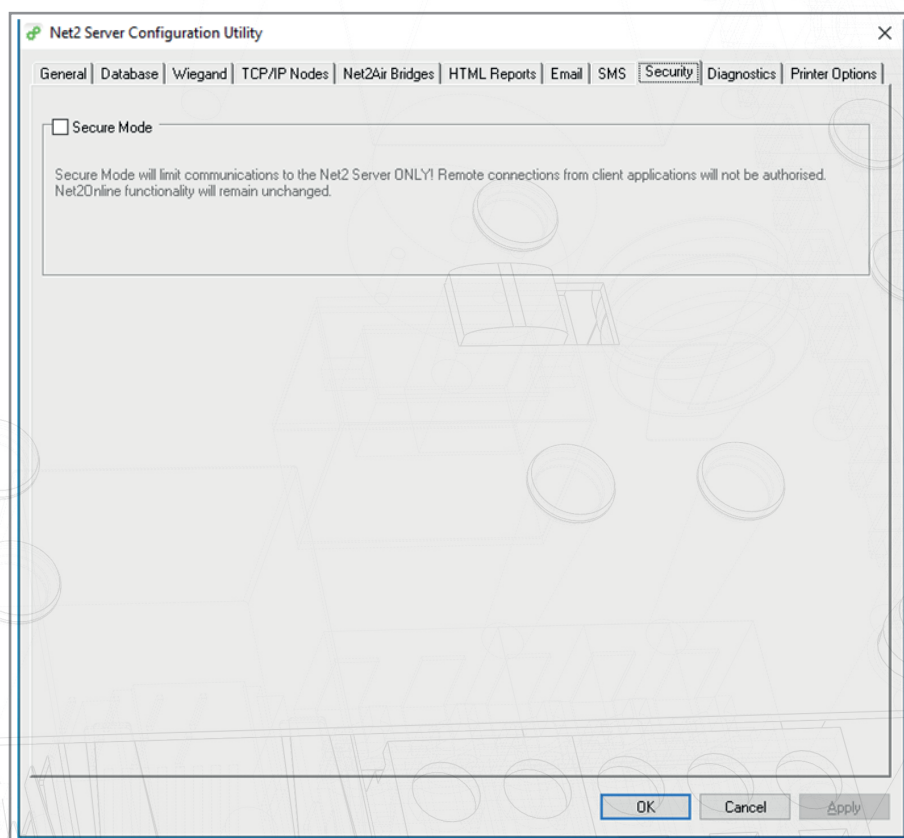 Net2 Server Configuration Utility
General Database Wiegand TCP/IP Nodes Net2Air Bridges HTML Reports Email SMS Security Diagnostics Printer Options
Secure Mode
Secure Mode will limit communications to the Net2 Server ONLY! Remote connections from client applications will not be authorised.
Net2Online functionality will remain unchanged.
OK Cancel Apply